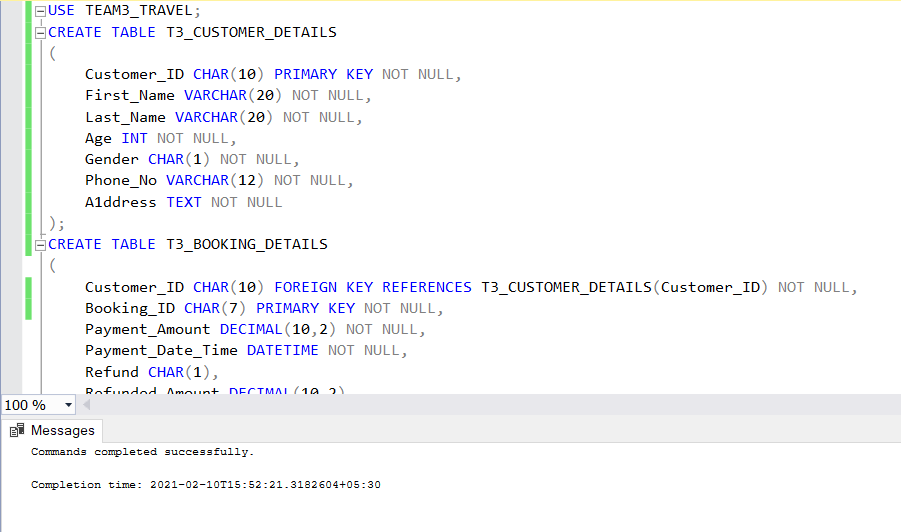 USE TEAM3_TRAVEL;
CREATE TABLE T3_CUSTOMER_DETAILS
(
Customer_ID CHAR(10) PRIMARY KEY NOT NULL,
First_Name VARCHAR(20) NOT NULL,
Last_Name VARCHAR(20) NOT NULL,
Age INT NOT NULL,
Gender CHAR(1) NOT NULL,
Phone_No VARCHAR(12) NOT NULL,
A1ddress TEXT NOT NULL
);
CREATE TABLE T3_BOOKING_DETAILS
(
Customer_ID CHAR(10) FOREIGN KEY REFERENCES T3_CUSTOMER_DETAILS(Customer_ID) NOT NULL,
Booking_ID CHAR(7) PRIMARY KEY NOT NULL,
Payment_Amount DECIMAL(10,2) NOT NULL,
Payment_Date_Time DATETIME NOT NULL,
Refund CHAR(1),
Refunded_Amount DECIMAL(10,2)
100 %
Messages
Commands completed successfully.
Completion time: 2021-02-10T15:52:21.3182604+05:30